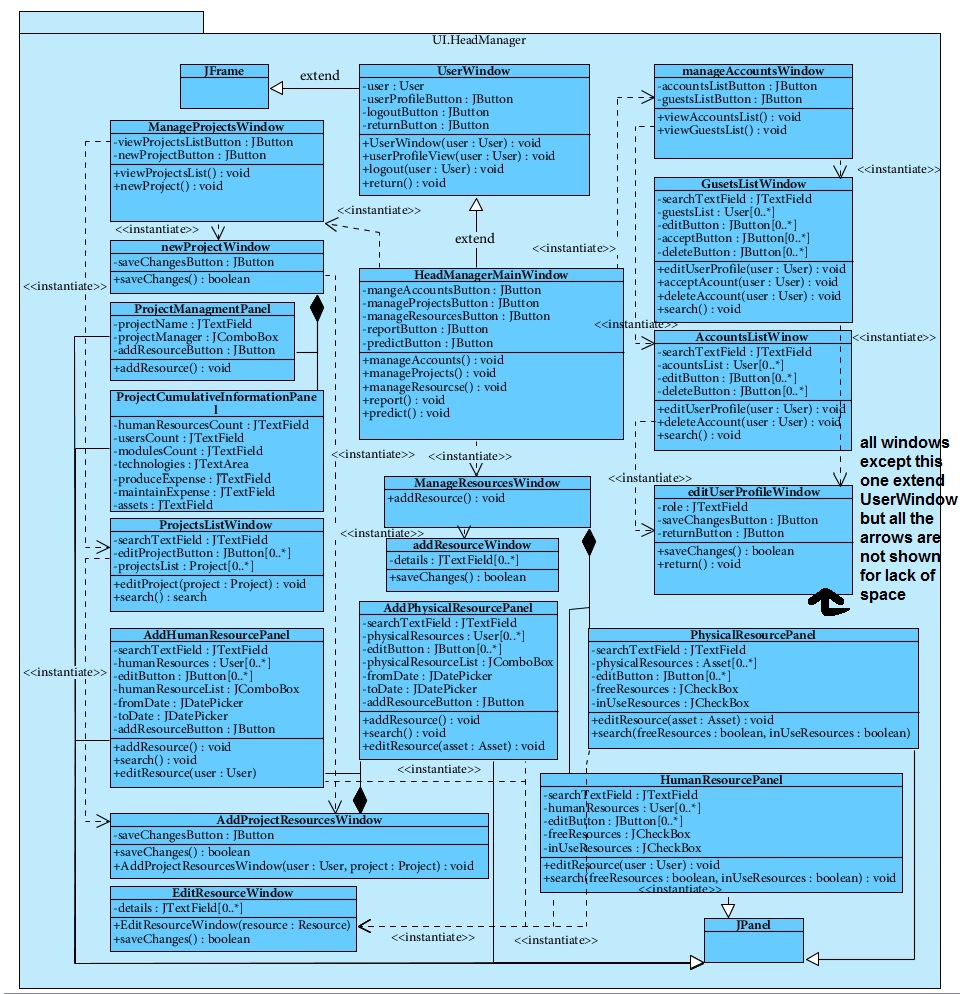 UI.HeadManager
JFrame
extend
UserWindow
-user : User
-userProfileButton : JButton
-logoutButton : JButton
-returnButton : JButton
+UserWindow(user : User) : void
+userProfileView(user : User) : void
+logout(user : User) : void
+return() : void
manageAccountsWindow
-accountsListButton : JButton
-guestsListButton : JButton
+viewAccountsList() : void
+viewGuestsList() : void
ManageProjectsWindow
-viewProjectsListButton : JButton
-newProjectButton : JButton
+viewProjectsList() : void
+newProject() : void
<<instantiate>>
<<instantiate>>
<<instantiate>>
extend
<<instantiate>>
GusetsListWindow
-searchTextField : JTextField
-guestsList : User[0..*]
-editButton : JButton[0..*]
-acceptButton : JButton[0..*]
-deleteButton : JButton[0..*]
+editUserProfile(user : User) : void
+acceptAcount(user : User) : void
+deleteAccount(user : User) : void
+search() : void
newProjectWindow
-saveChangesButton : JButton
+saveChanges() : boolean
<<instantiate>>
HeadManagerMainWindow
-mangeAccountsButton : JButton
-manageProjectsButton : JButton
-manageResourcesButton : JButton
-reportButton : JButton
-predictButton : JButton
+manageAccounts() : void
+manageProjects() : void
+manageResourcse() : void
+report() : void
+predict() : void
ProjectManagmentPanel
-projectName : JTextField
-projectManager : JComboBox
-addResourceButton : JButton
+addResource() : void
<<instantiate>>
<<instantiate>>
AccountsListWinow
-searchTextField : JTextField
-acountsList : User[0..*]
-editButton : JButton[0..*]
-deleteButton : JButton[0..*]
+editUserProfile(user : User) : void
+deleteAccount(user : User) : void
+search() : void
ProjectCumulativeInformationPane
l
-humanResourcesCount : JTextField
-usersCount : JTextField
-modulesCount : JTextField
-technologies : JTextArea
-produceExpense : JTextField
-maintainExpense : JTextField
-assets : JTextField
<<instantiate>>
<<instantiate>>
<<instantiate>>
all windows
except this
one extend
UserWindow
but all the
arrows are
not shown
for lack of
space
ManageResourcesWindow
+addResource() : void
editUserProfileWindow
-role : JTextField
-saveChangesButton : JButton
-returnButton : JButton
+saveChanges() : boolean
+return() : void
ProjectsListWindow
-searchTextField : JTextField
-editProjectButton : JButton[0..*]
-projectsList : Project[0..*]
+editProject(project : Project) : void
+search() : search
<<instantiate>>
addResourceWindow
-details : JTextField[0..*]
+saveChanges() : boolean
AddPhysicalResourcePanel
-searchTextField : JTextField
-physicalResources : User[0..*]
-editButton : JButton[0..*]
-physicalResourceList : JComboBox
-fromDate : JDatePicker
-toDate : JDatePicker
-addResourceButton : JButton
+addResource() : void
+search() : void
+editResource(asset : Asset) : void
AddHumanResourcePanel
-searchTextField : JTextField
-humanResources : User[0..*]
-editButton : JButton[0..*]
-humanResourceList : JComboBox
-fromDate : JDatePicker
-toDate : JDatePicker
-addResourceButton : JButton
+addResource() : void
+search() : void
+editResource(user : User)
<<instantiate>>
PhysicalResourcePanel
-searchTextField : JTextField
-physicalResources : Asset[0..*]
-editButton : JButton[0..*]
-freeResources : JCheckBox
-inUseResources : JCheckBox
+editResource(asset : Asset) : void
+search(freeResources : boolean, inUseResources : boolean)
<<instantiate>>
HumanResourcePanel
-searchTextField : JTextField
-humanResources : User[0..*]
-editButton : JButton[0..*]
-freeResources : JCheckBox
-inUseResources : JCheckBox
+editResource(user : User) : void
+search(freeResources : boolean, inUseResources : boolean) : void
<<instantiate>>
AddProjectResourcesWindow
-saveChangesButton : JButton
+saveChanges() : boolean
+AddProjectResourcesWindow(user : User, project : Project) : void
EditResourceWindow
-details : JTextField[0..*]
+EditResourceWindow(resource : Resource)
+saveChanges() : boolean
<<instantiate>>
<<instantiate>>
JPanel